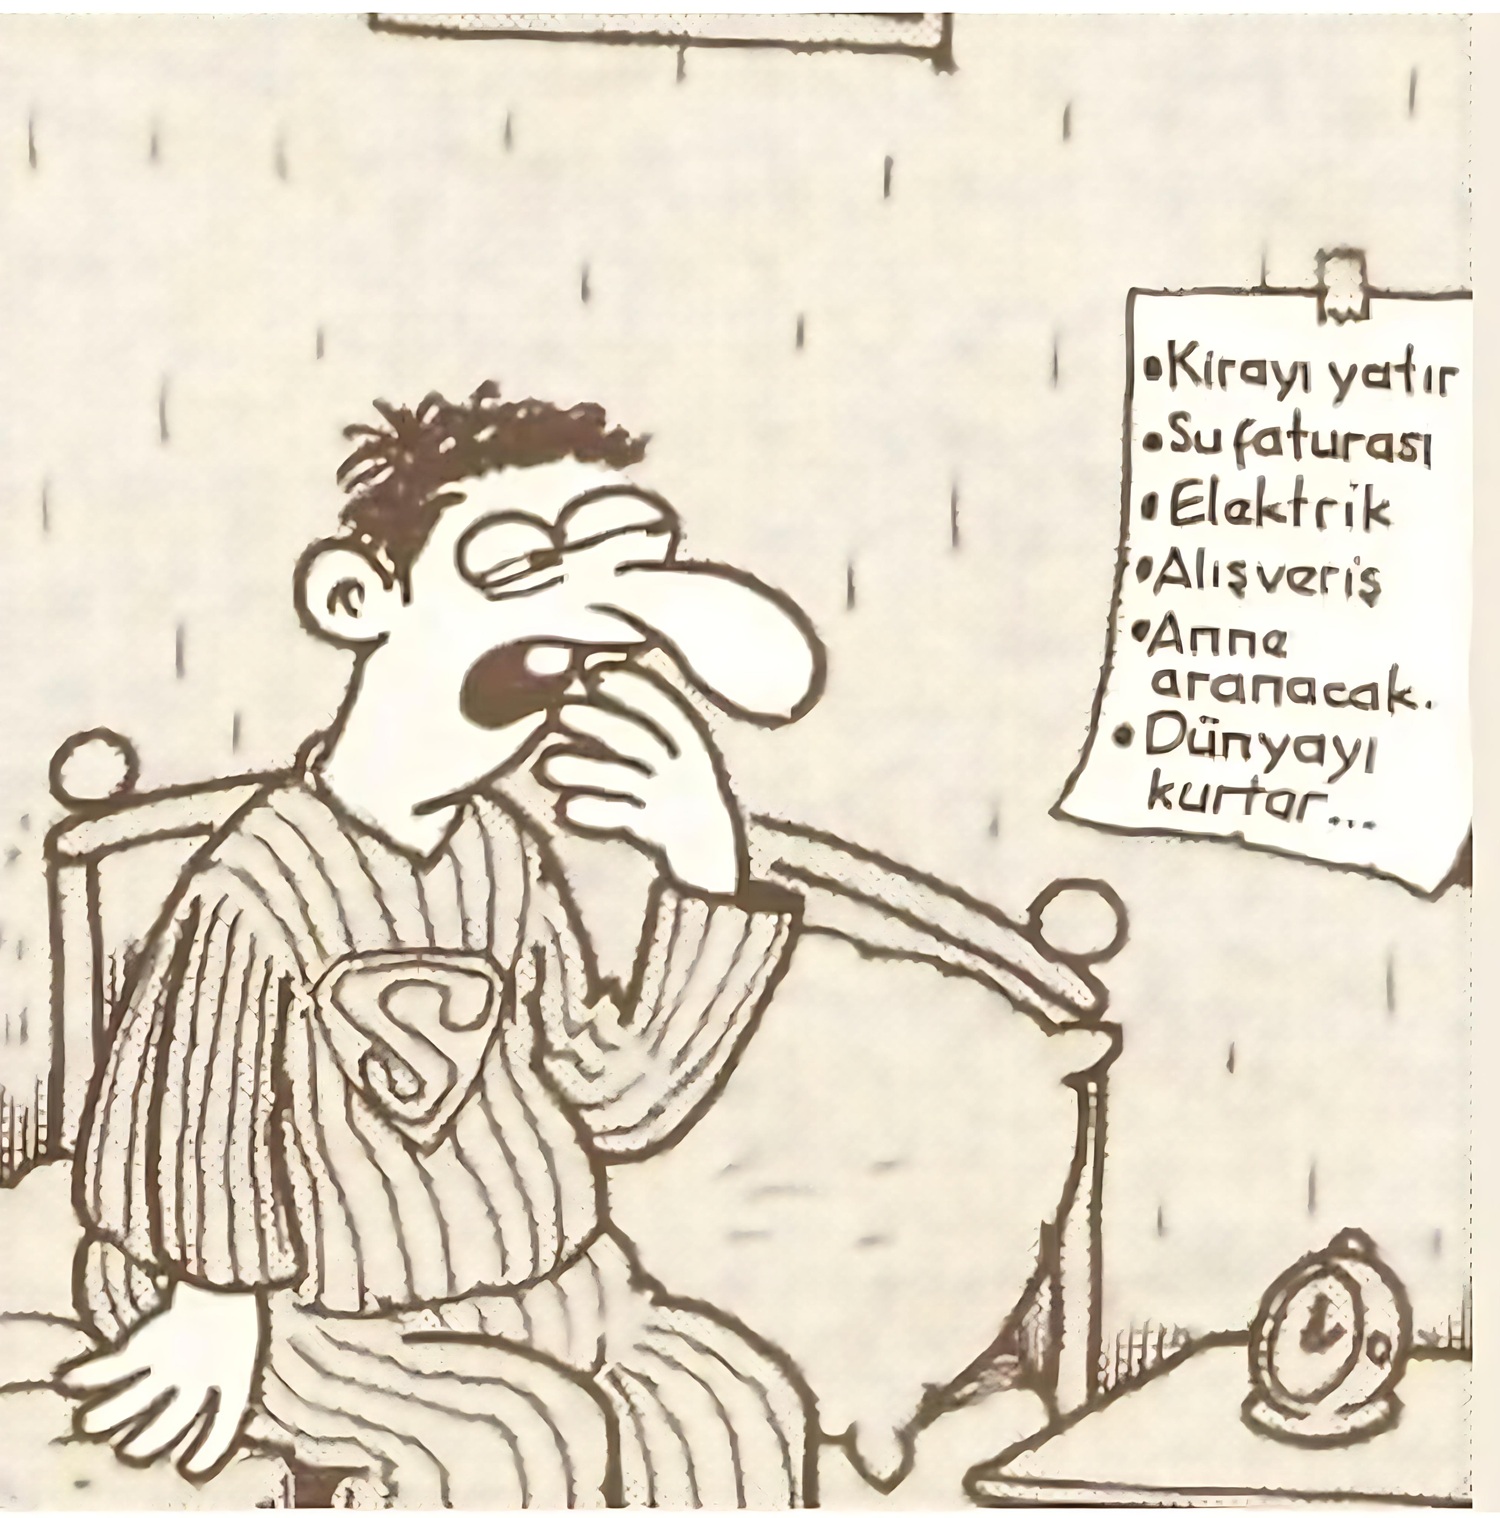 S
•Kirayı yatır
•Su faturası
•Elektrik
•Alışveriş
•Anne
aranacak.
•Dünyayı
kurtar...